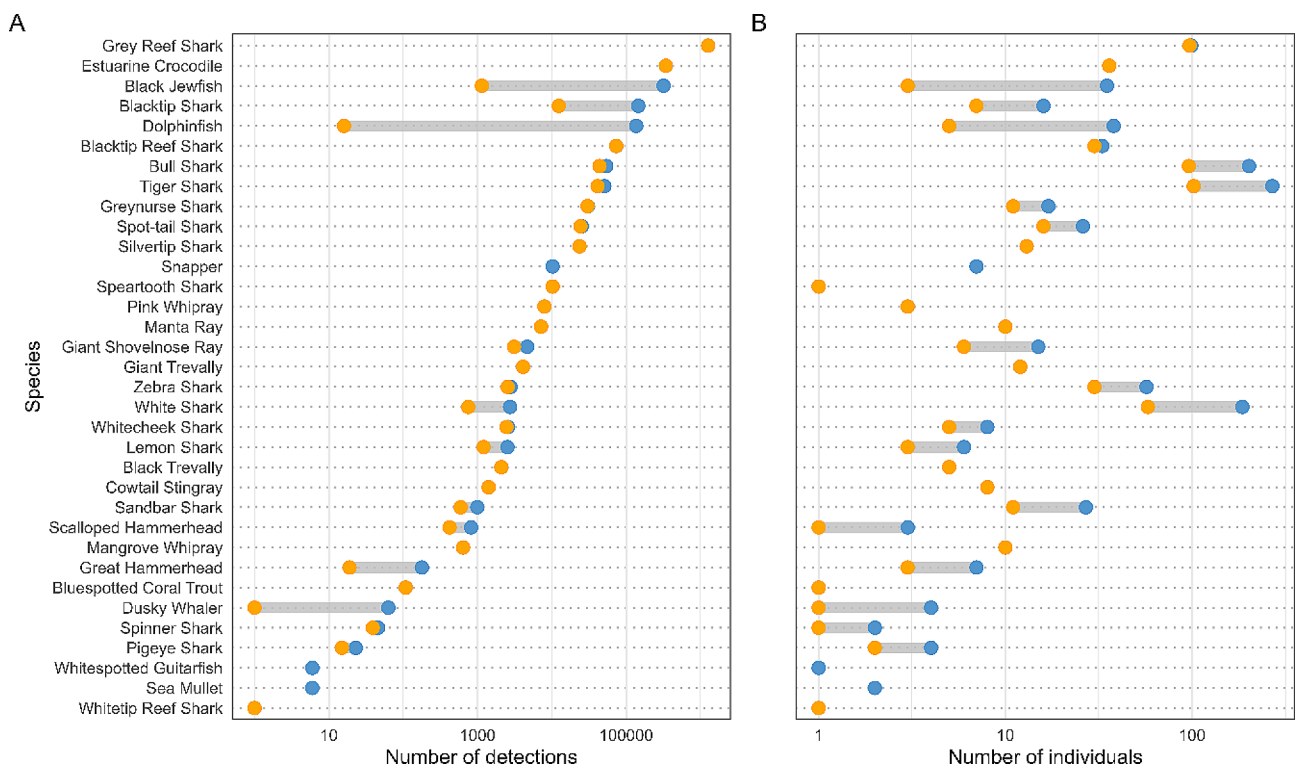 A
B
Grey Reef Shark
Estuarine Crocodile
Black Jewfish
Blacktip Shark
Dolphinfish
Blacktip Reef Shark
Bull Shark
Tiger Shark
Greynurse Shark
Spot-tail Shark
Silvertip Shark
Snapper
Speartooth Shark
Pink Whipray
Manta Ray
Giant Shovelnose Ray
Giant Trevally
Zebra Shark
White Shark
Whitecheek Shark
Lemon Shark
Black Trevally
Cowtail Stingray
Sandbar Shark
Scalloped Hammerhead
Mangrove Whipray
Great Hammerhead
Bluespotted Coral Trout
Dusky Whaler
Spinner Shark
Pigeye Shark
Whitespotted Guitarfish
Sea Mullet
Whitetip Reef Shark
Species
10 1000 100000
Number of detections
1 10 100
Number of individuals